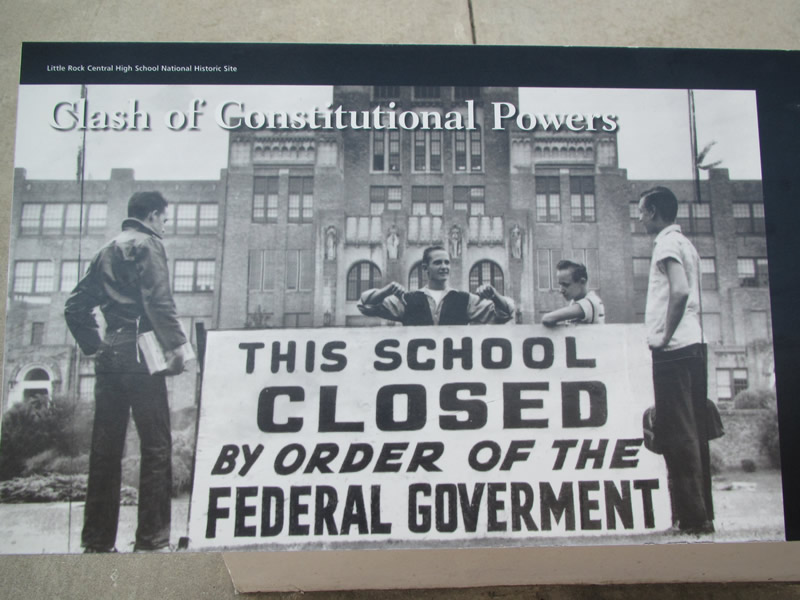 Little Rock Central High School National Historic Site
Clash of Constitutional Powers
THIS SCHOOL
CLOSED
BY ORDER OF THE
FEDERAL GOVERMENT